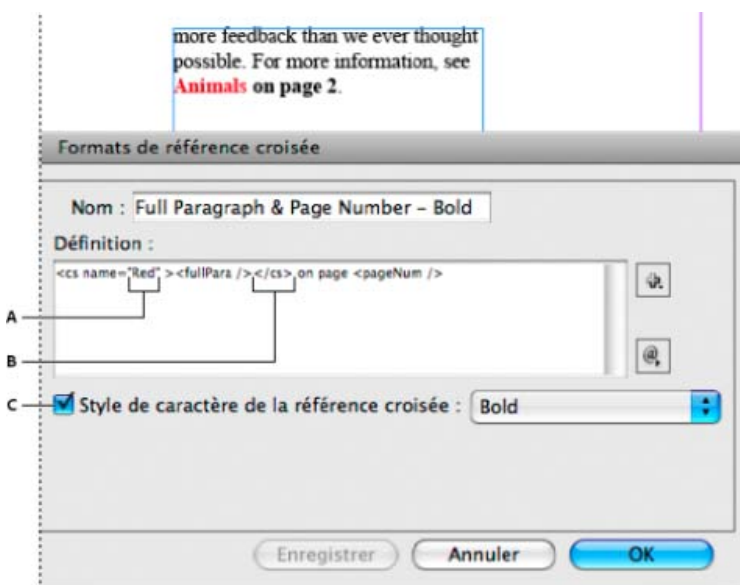 more feedback than we ever thought
possible. For more information, see
Animals on page 2.
Formats de référence croisée
Nom : Full Paragraph & Page Number – Bold
Définition :
<cs name="Red" ><fullPara /></cs> on page <pageNum />
A
B
C
Style de caractère de la référence croisée : Bold
Enregistrer Annuler OK